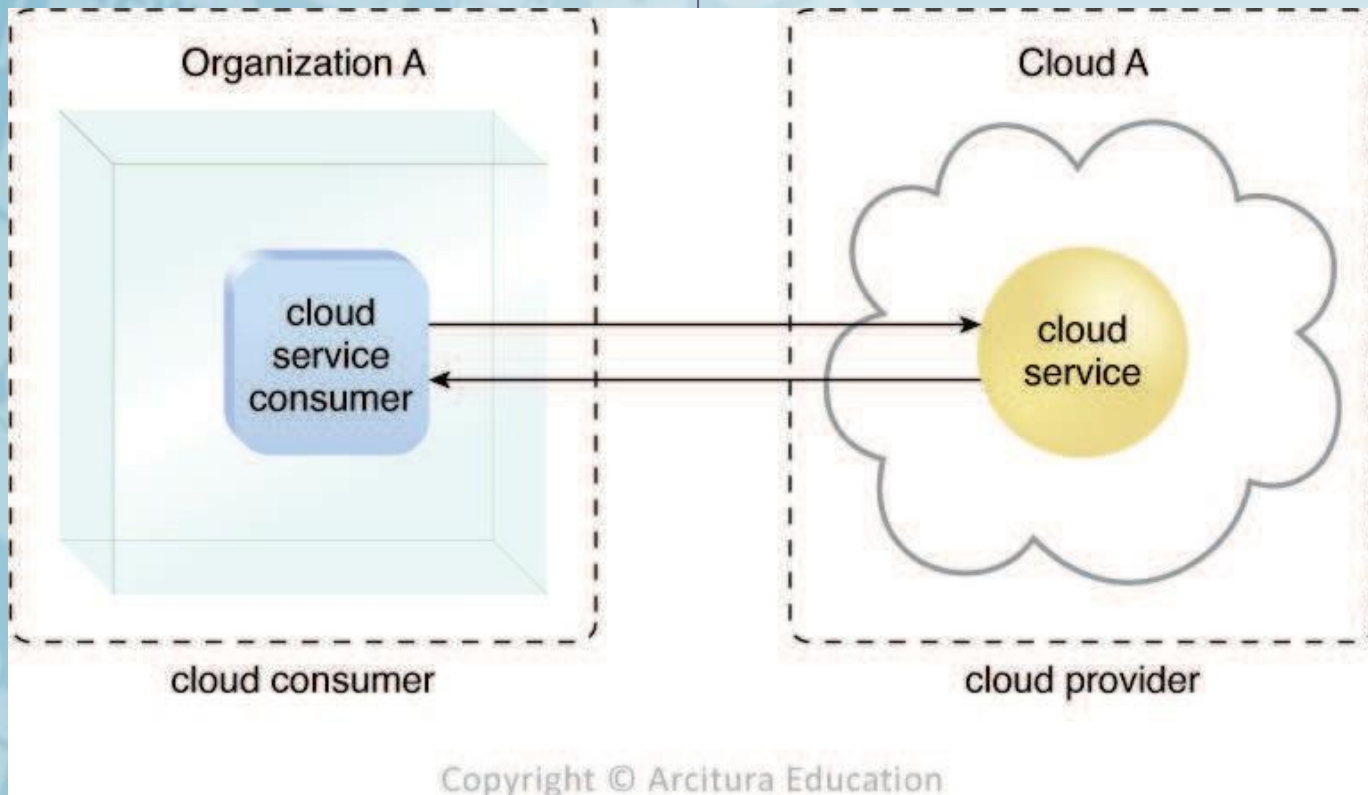 Organization A
Cloud A
cloud
service
consumer
cloud
service
cloud consumer
cloud provider
Copyright © Arcitura Education